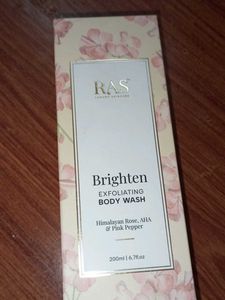 RAS
LUXURY SKINCARE
Brighten
EXFOLIATING
BODY WASH
Himalayan Rose, AHA
& Pink Pepper
200ml | 6.7fl.oz